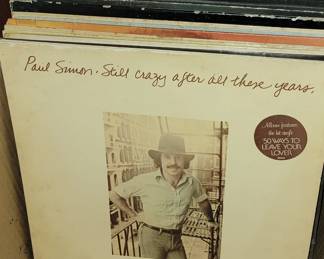 Paul Simon · Still crazy after all these years.
Album features
the hit single
50 WAYS TO
LEAVE YOUR
LOVER